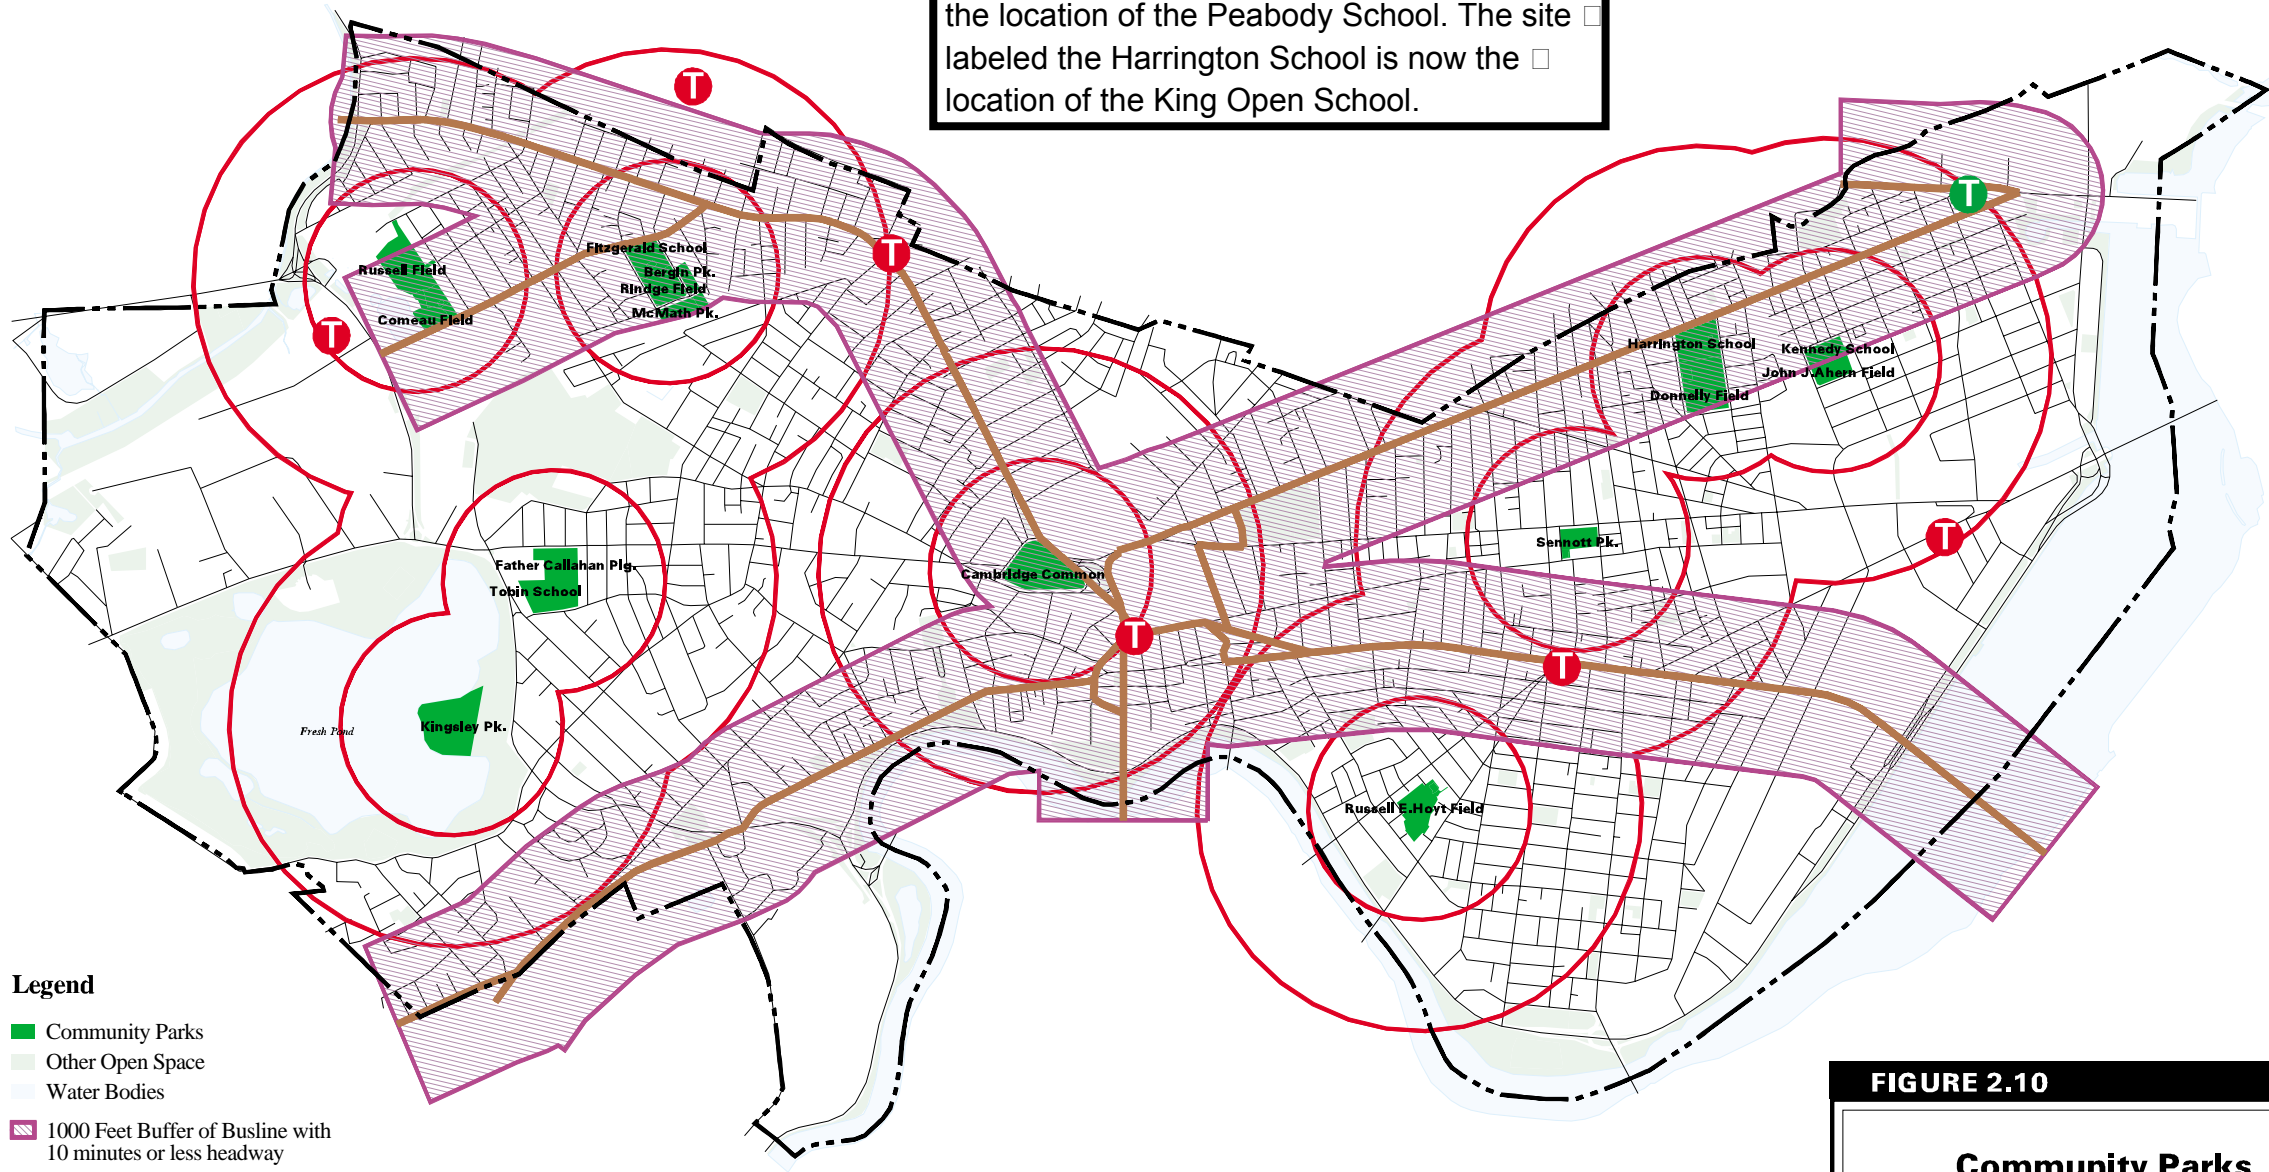 the location of the Peabody School. The site
labeled the Harrington School is now the
location of the King Open School.
T
T
T
T
T
T
T
Fitzgerald School
Bergin Pk.
Rindge Field
McMath Pk.
Russell Field
Comeau Field
Harrington School
Kennedy School
John J.Ahern Field
Donnelly Field
Sennott Pk.
Father Callahan Plg.
Tobin School
Cambridge Common
Kingsley Pk.
Fresh Pond
Russell E.Hoyt Field
Legend
Community Parks
Other Open Space
Water Bodies
1000 Feet Buffer of Busline with
10 minutes or less headway
FIGURE 2.10
Community Parks